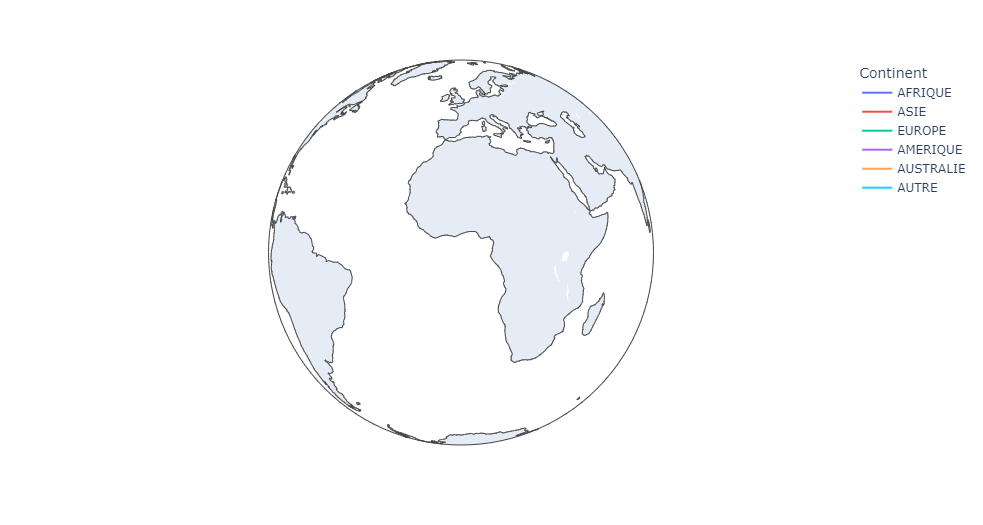 Continent
AFRIQUE
ASIE
EUROPE
AMERIQUE
AUSTRALIE
AUTRE